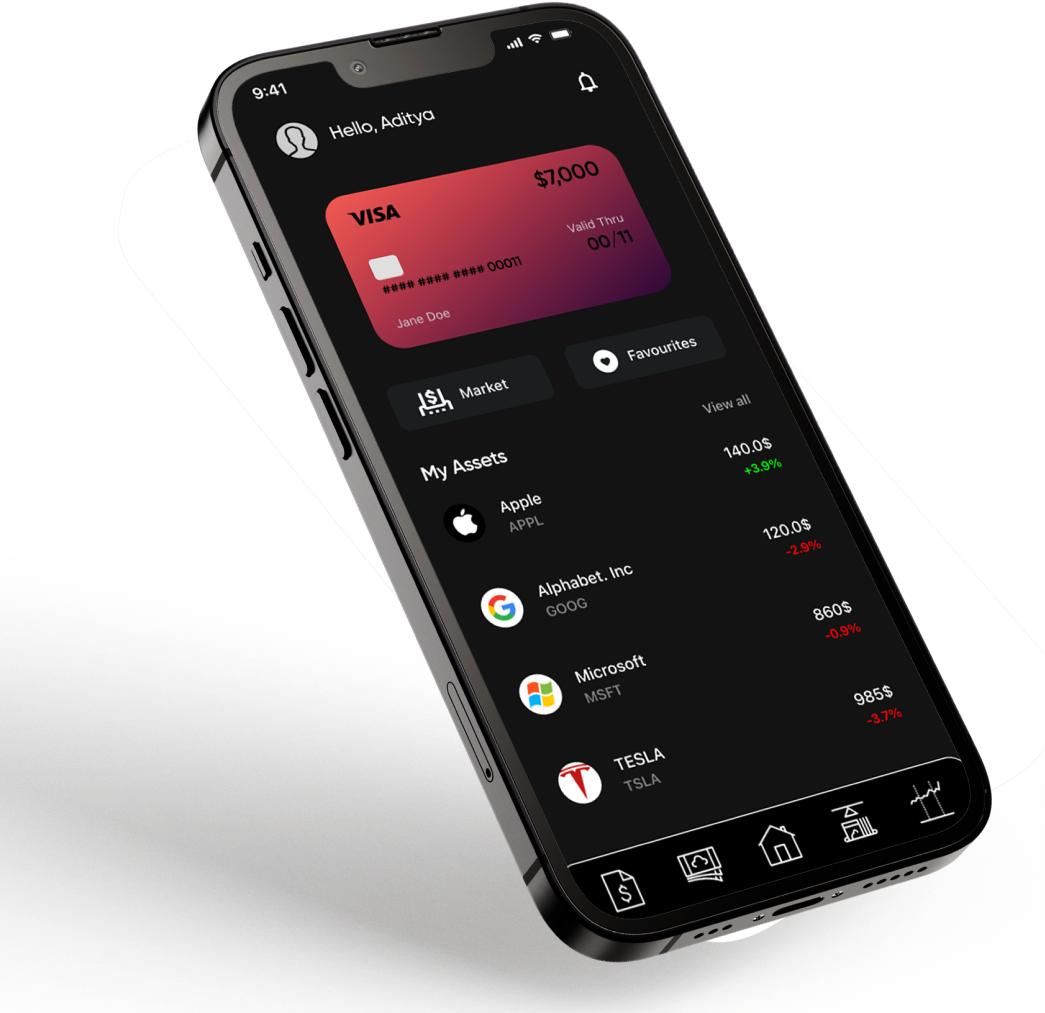 9:41
Hello, Aditya
VISA
$7,000
Valid Thru
00/11
#### #### #### 00011
Jane Doe
Market
Favourites
View all
My Assets
Apple
APPL
140.0$
+3.9%
Alphabet. Inc
GOOG
120.0$
-2.9%
Microsoft
MSFT
860$
-0.9%
TESLA
TSLA
985$
-3.7%